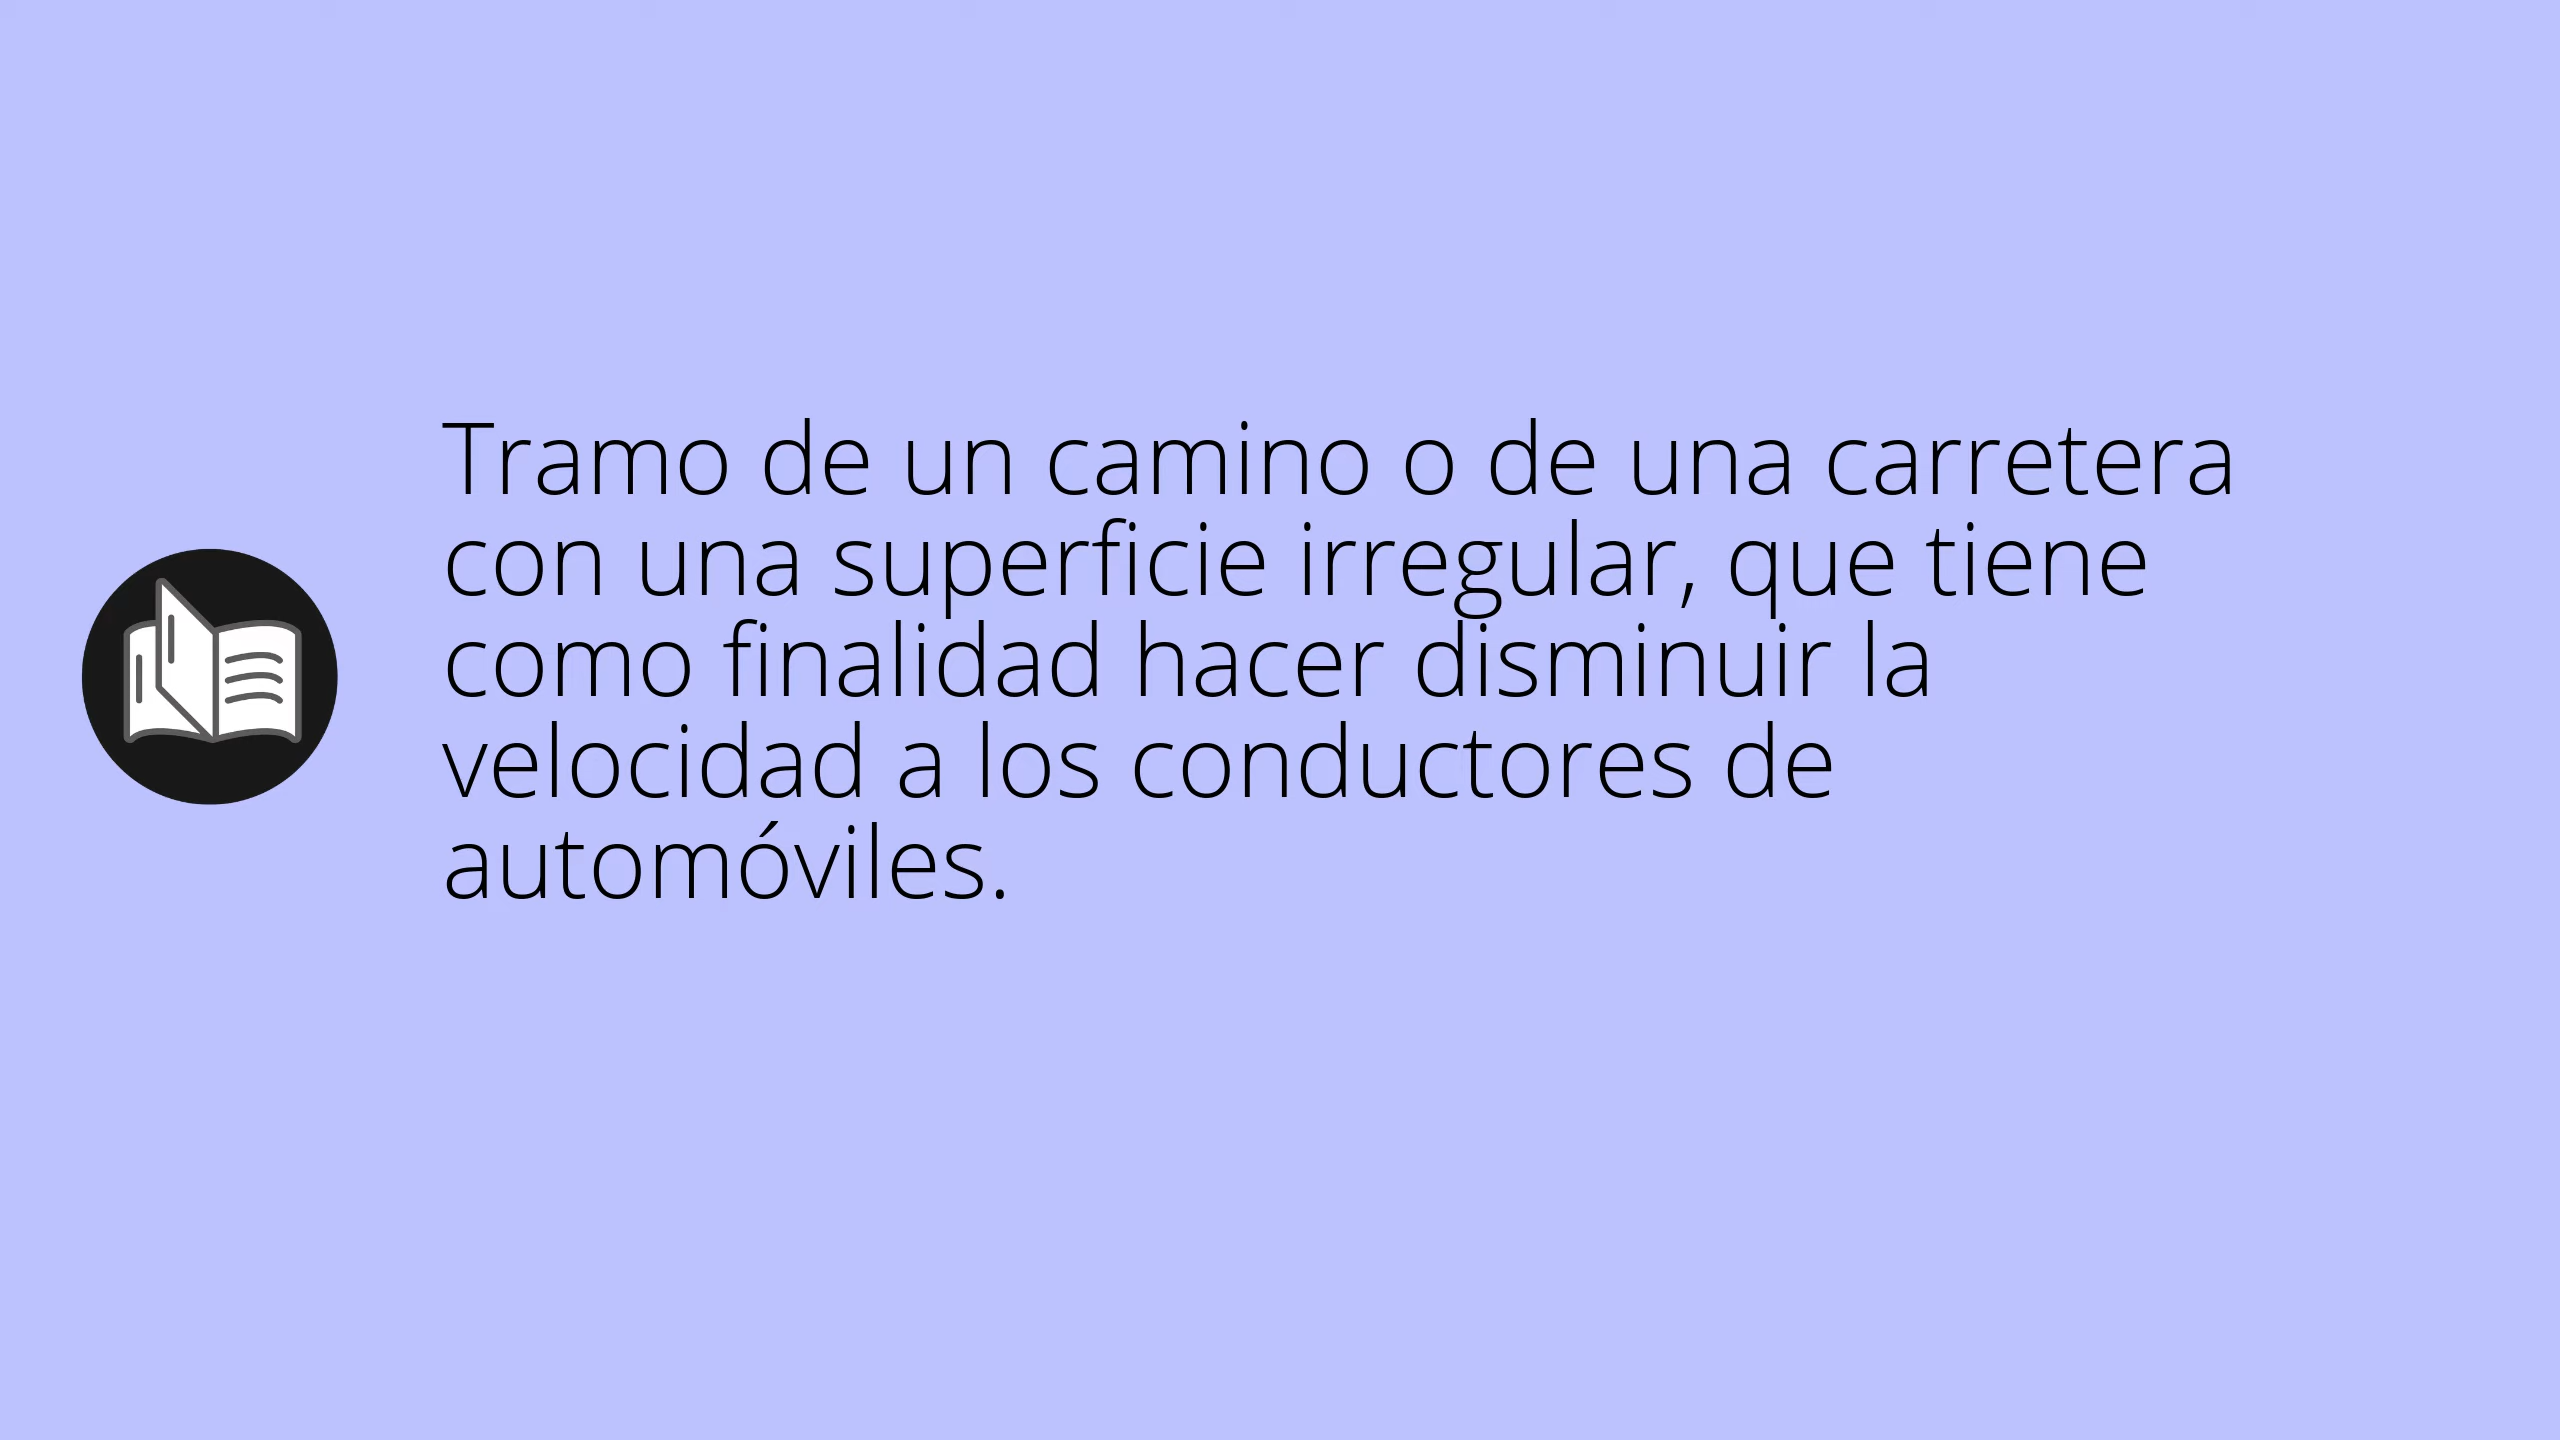 Tramo de un camino o de una carretera
con una superficie irregular, que tiene
como finalidad hacer disminuir la
velocidad a los conductores de
automóviles.